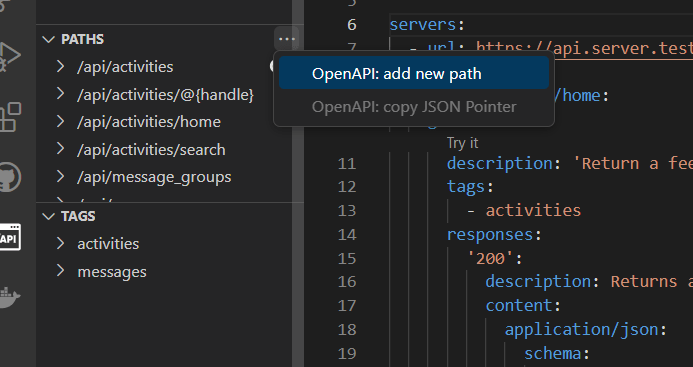 PATHS
/api/activities
/api/activities/@{handle}
/api/activities/home
/api/activities/search
/api/message_groups
TAGS
activities
messages
API
OpenAPI: add new path
OpenAPI: copy JSON Pointer
6 servers:
7 - url: https://api.server.test
/home:
Try it
11 description: 'Return a fee
12 tags:
13 - activities
14 responses:
15 '200':
16 description: Returns a
17 content:
18 application/json:
19 schema: